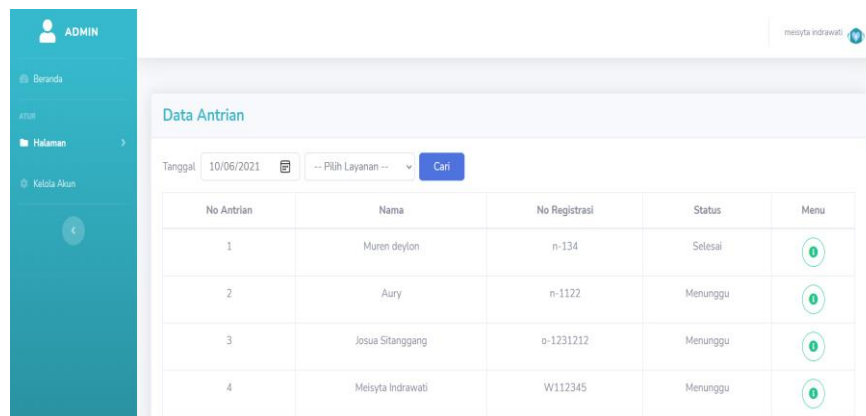 ADMIN
meisyta indrawati
Beranda
ATUR
Halaman
Kelola Akun
Data Antrian
Tanggal 10/06/2021 -- Pilih Layanan -- Cari
No Antrian Nama No Registrasi Status Menu
1 Muren deylon n-134 Selesai
2 Aury n-1122 Menunggu
3 Josua Sitanggang o-1231212 Menunggu
4 Meisyta Indrawati W112345 Menunggu